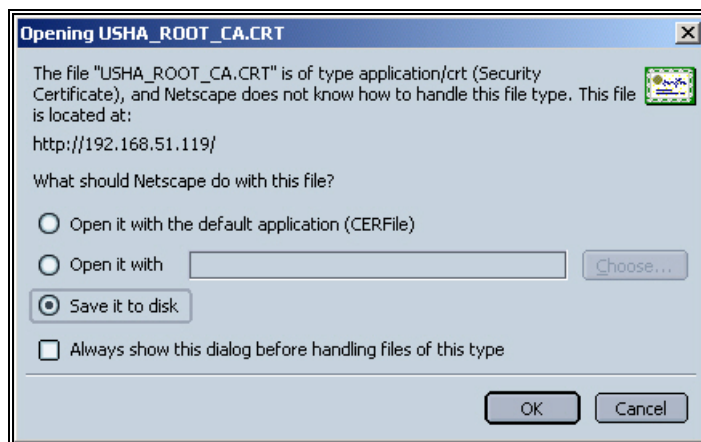 Opening USHA_ROOT_CA.CRT
The file "USHA_ROOT_CA.CRT" is of type application/crt (Security
Certificate), and Netscape does not know how to handle this file type. This file
is located at:
http://192.168.51.119/
What should Netscape do with this file?
Open it with the default application (CERFile)
Open it with
Choose...
Save it to disk
Always show this dialog before handling files of this type
OK
Cancel